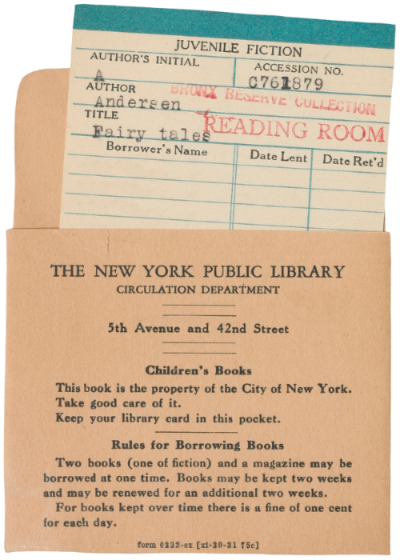 JUVENILE FICTION
AUTHOR'S INITIAL
A
ACCESSION NO.
C761879
AUTHOR
Andersen
BRONX RESERVE COLLECTION
TITLE
Fairy tales
READING ROOM
Borrower's Name
Date Lent
Date Ret'd
THE NEW YORK PUBLIC LIBRARY
CIRCULATION DEPARTMENT
5th Avenue and 42nd Street
Children's Books
This book is the property of the City of New York.
Take good care of it.
Keep your library card in this pocket.
Rules for Borrowing Books
Two books (one of fiction) and a magazine may be
borrowed at one time. Books may be kept two weeks
and may be renewed for an additional two weeks.
For books kept over time there is a fine of one cent
for each day.